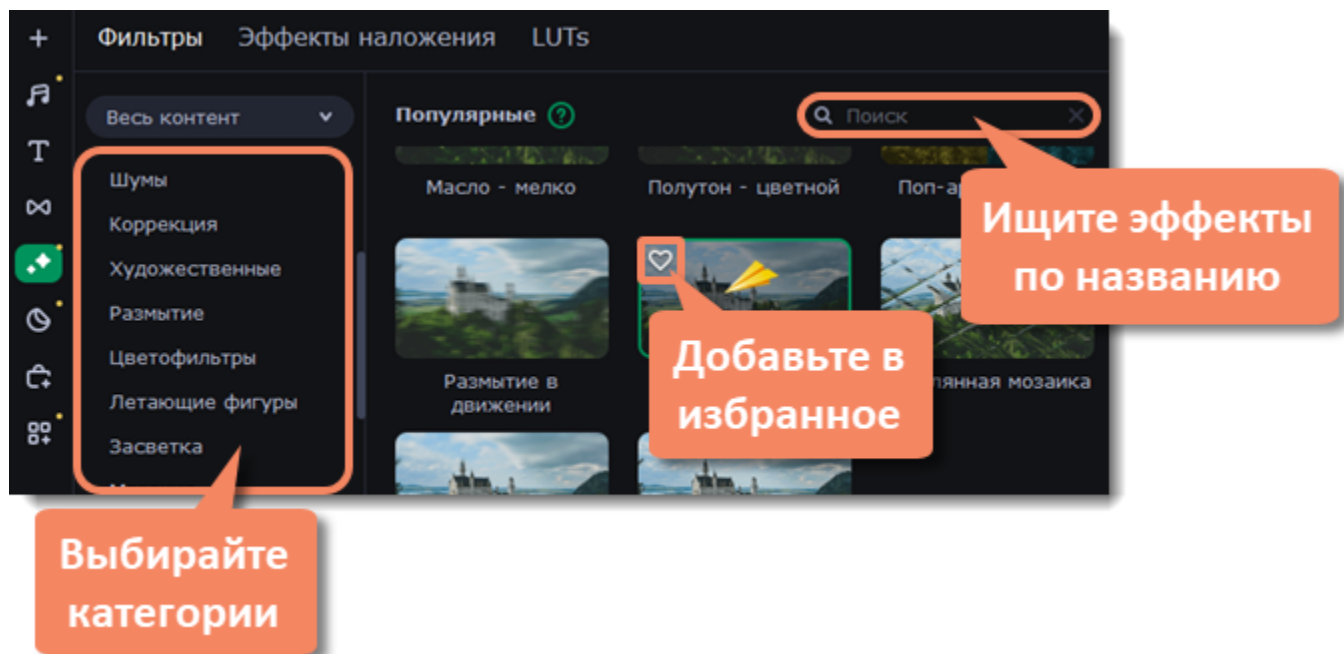 Фильтры Эффекты наложения LUTs
Весь контент
Популярные ?
Поиск
Шумы
Коррекция
Художественные
Размытие
Цветофильтры
Летающие фигуры
Засветка
Масло - мелко
Полутон - цветной
Размытие в
движении
мозаика
Ищите эффекты
по названию
Добавьте в
избранное
Выбирайте
категории